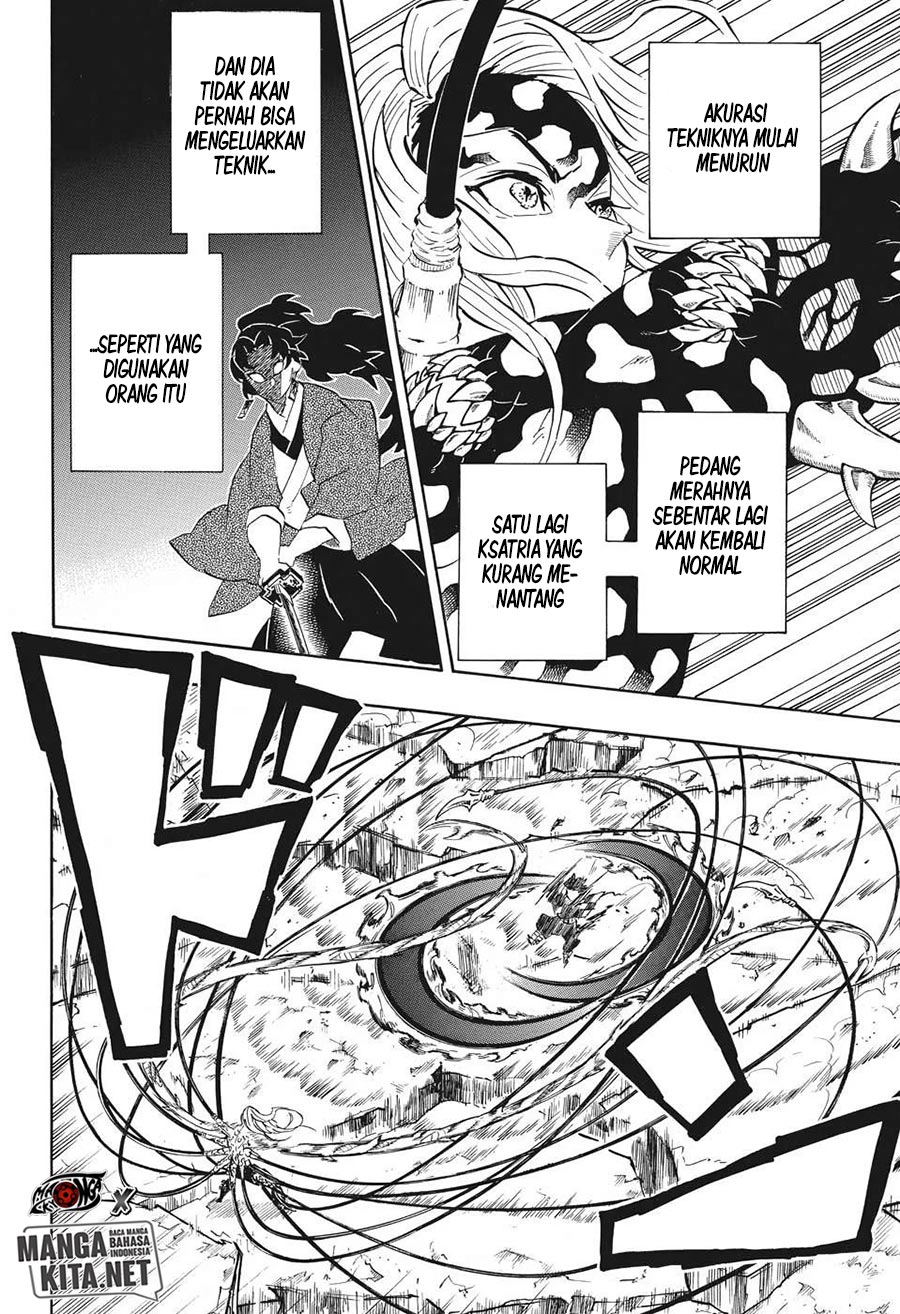 AKURASI
TEKNIKNYA MULAI
MENURUN
PEDANG
MERAHNYA
SEBENTAR LAGI
AKAN KEMBALI
NORMAL
SATU LAGI
KSATRIA YANG
KURANG ME-
NANTANG
DAN DIA
TIDAK AKAN
PERNAH BISA
MENGELUARKAN
TEKNIK...
...SEPERTI YANG
DIGUNAKAN
ORANG ITU
ド
X
MANGA
BACA MANGA
BAHASA
INDONESIA
KITA.NET